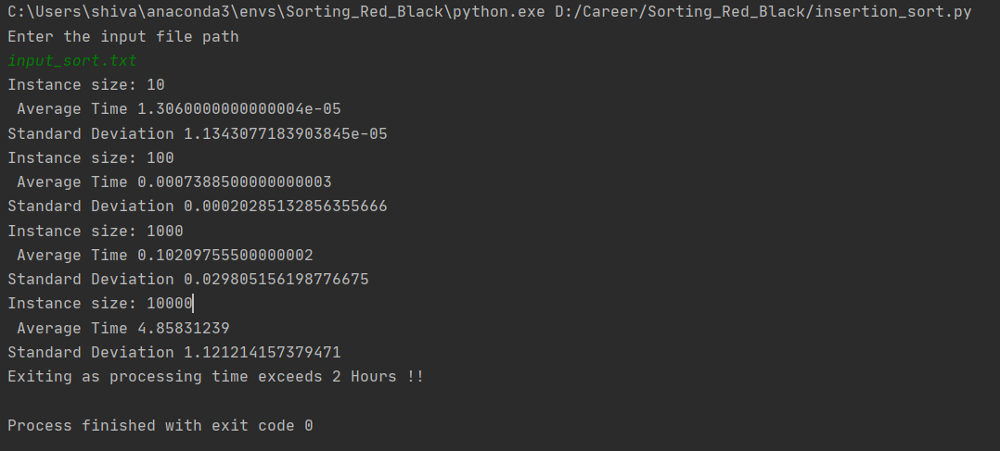 C:\Users\shiva\anaconda3\envs\Sorting_Red_Black\python.exe D:/Career/Sorting_Red_Black/insertion_sort.py
Enter the input file path
input_sort.txt
Instance size: 10
 Average Time 1.3060000000000004e-05
Standard Deviation 1.1343077183903845e-05
Instance size: 100
 Average Time 0.0007388500000000003
Standard Deviation 0.00020285132856355666
Instance size: 1000
 Average Time 0.10209755500000002
Standard Deviation 0.029805156198776675
Instance size: 10000
 Average Time 4.85831239
Standard Deviation 1.121214157379471
Exiting as processing time exceeds 2 Hours !!
Process finished with exit code 0